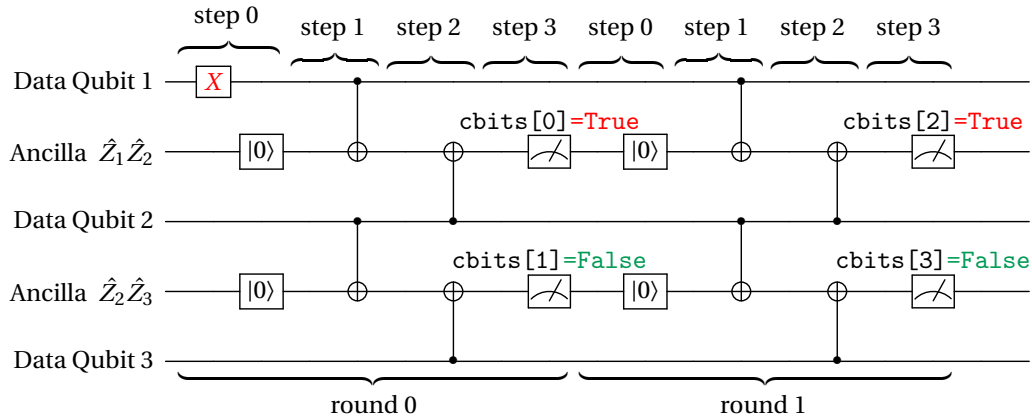 step 0
step 1 step 2 step 3 step 0 step 1 step 2 step 3
Data Qubit 1 X
cbits[0]=True cbits[2]=True
Ancilla Ẑ₁Ẑ₂ |0⟩ |0⟩
Data Qubit 2
cbits[1]=False cbits[3]=False
Ancilla Ẑ₂Ẑ₃ |0⟩ |0⟩
Data Qubit 3
round 0 round 1